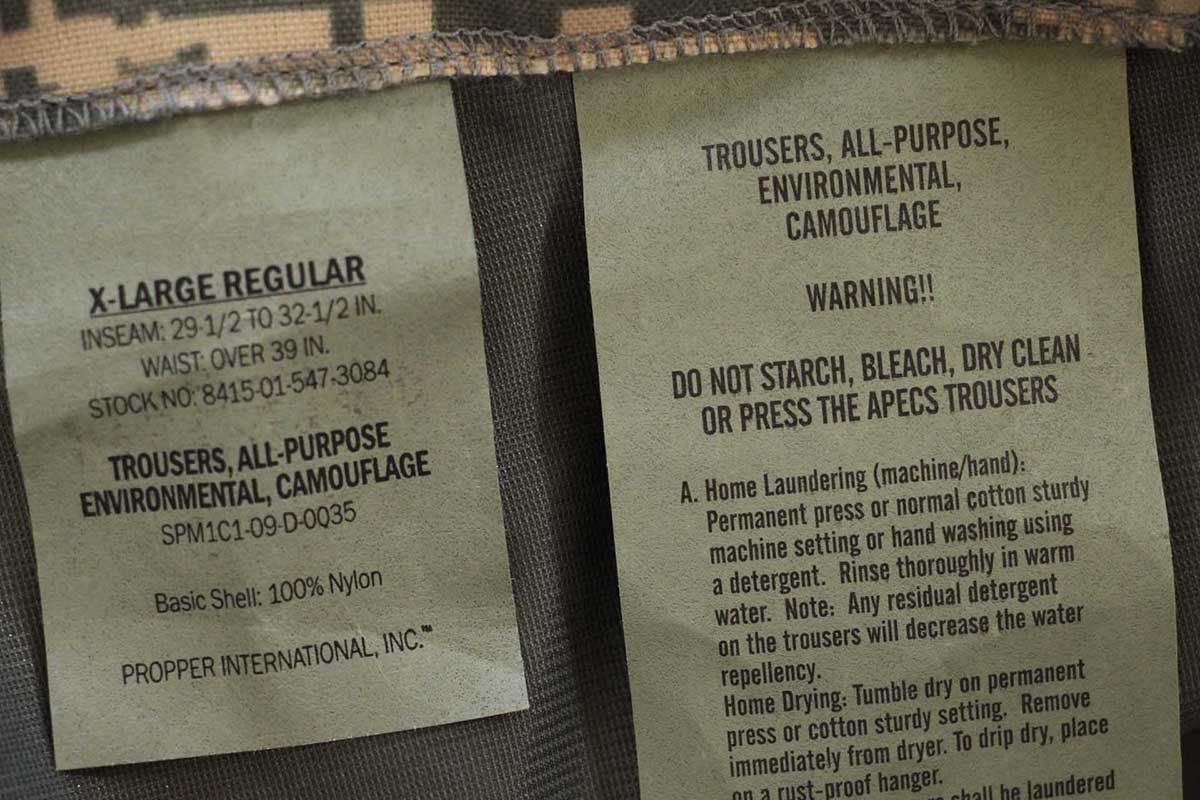 X-LARGE REGULAR
INSEAM: 29-1/2 TO 32-1/2 IN.
WAIST: OVER 39 IN.
STOCK NO: 8415-01-547-3084
TROUSERS, ALL-PURPOSE
ENVIRONMENTAL, CAMOUFLAGE
SPM1C1-09-D-0035
Basic Shell: 100% Nylon
PROPPER INTERNATIONAL, INC.™
TROUSERS, ALL-PURPOSE,
ENVIRONMENTAL,
CAMOUFLAGE
WARNING!!
DO NOT STARCH, BLEACH, DRY CLEAN
OR PRESS THE APECS TROUSERS
A. Home Laundering (machine/hand):
Permanent press or normal cotton sturdy
machine setting or hand washing using
a detergent. Rinse thoroughly in warm
water. Note: Any residual detergent
on the trousers will decrease the water
repellency.
Home Drying: Tumble dry on permanent
press or cotton sturdy setting. Remove
immediately from dryer. To drip dry, place
on a rust-proof hanger.
shall be laundered